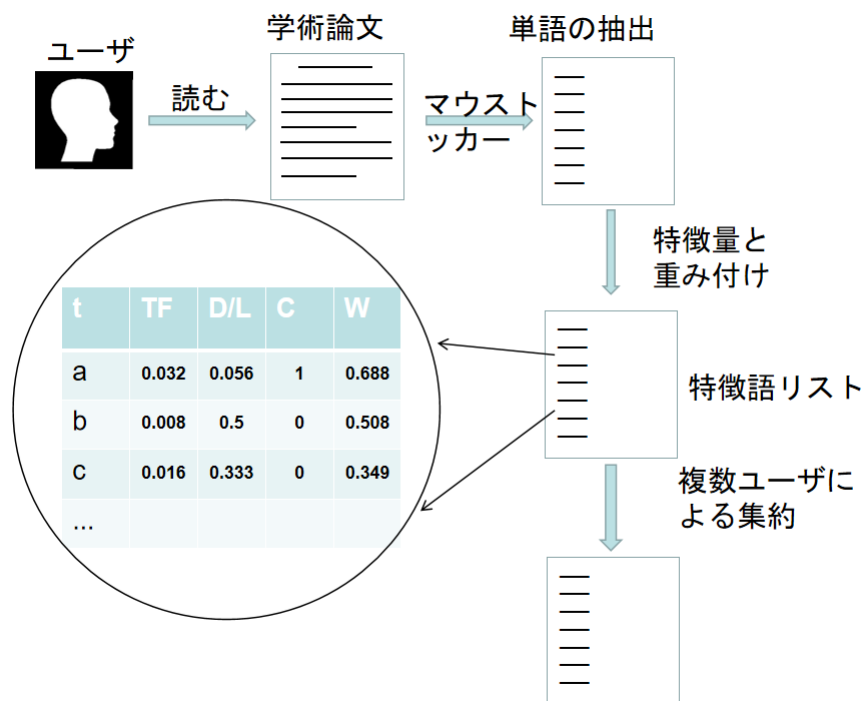 ユーザ
学術論文
単語の抽出
読む
マウスト
ッカー
特徴量と
重み付け
t TF D/L C W
a 0.032 0.056 1 0.688
b 0.008 0.5 0 0.508
c 0.016 0.333 0 0.349
...
特徴語リスト
複数ユーザに
よる集約